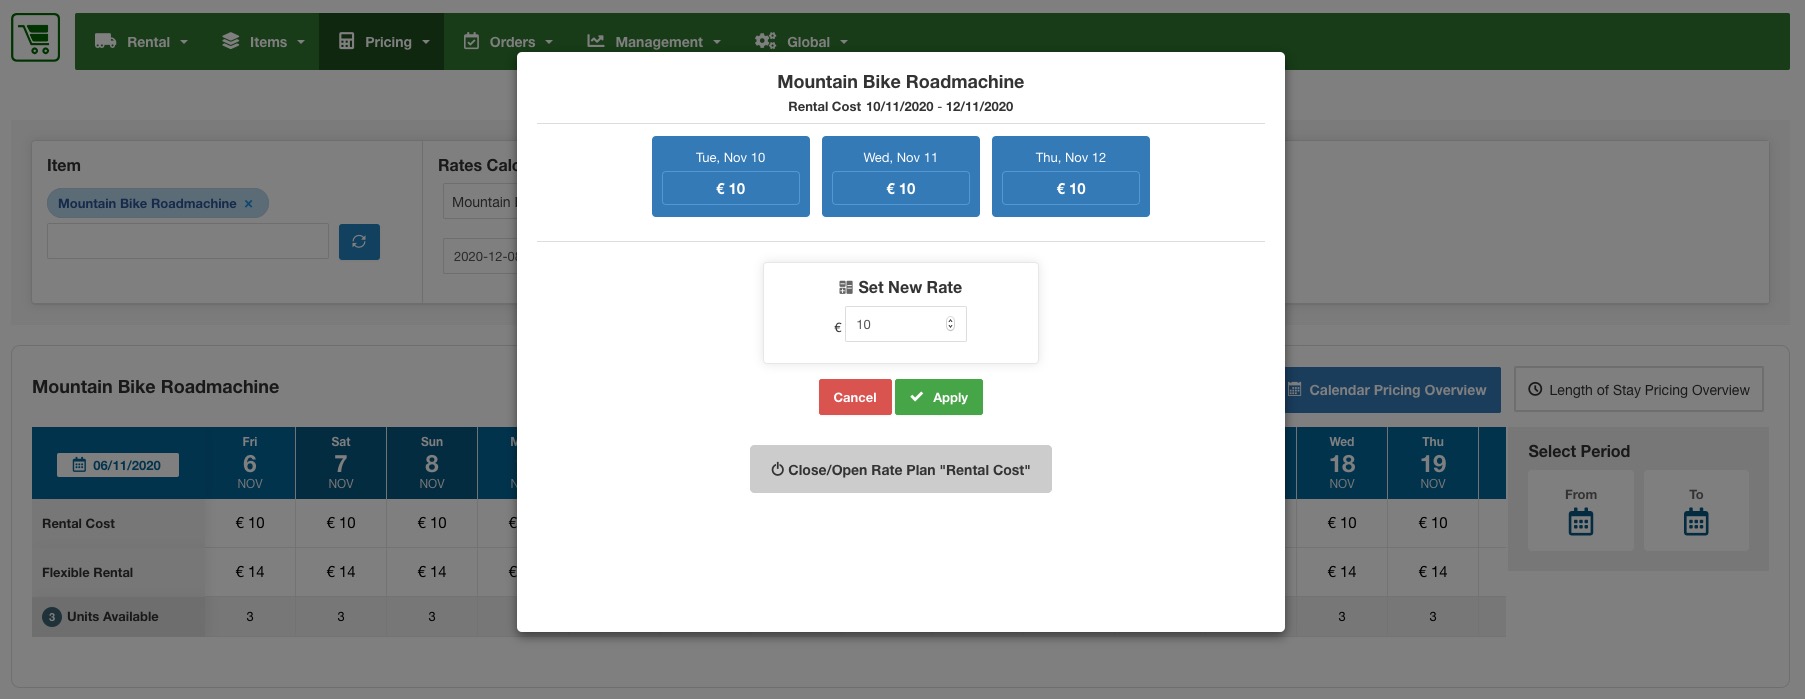 Rental
Items
Pricing
Orders
Management
Global
Mountain Bike Roadmachine
Rental Cost 10/11/2020 - 12/11/2020
Tue, Nov 10
€ 10
Wed, Nov 11
€ 10
Thu, Nov 12
€ 10
Set New Rate
€ 10
Cancel
Apply
Close/Open Rate Plan "Rental Cost"
Item
Mountain Bike Roadmachine ×
Rates Calc
Mountain
2020-12-0
Mountain Bike Roadmachine
Calendar Pricing Overview
Length of Stay Pricing Overview
06/11/2020
Fri
6
NOV
Sat
7
NOV
Sun
8
NOV
Wed
18
NOV
Thu
19
NOV
Rental Cost € 10 € 10 € 10 € € 10 € 10
Flexible Rental € 14 € 14 € 14 € € 14 € 14
3 Units Available 3 3 3 3 3
Select Period
From
To